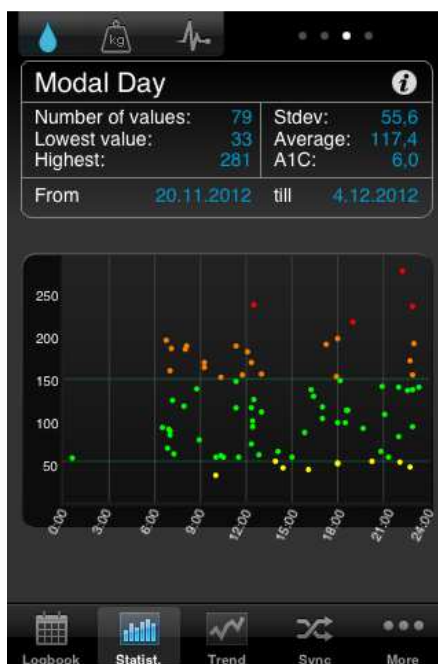 kg
Modal Day i
Number of values: 79 Stdev: 55,6
Lowest value: 33 Average: 117,4
Highest: 281 A1C: 6,0
From 20.11.2012 till 4.12.2012
250
200
150
100
50
0:00 3:00 6:00 9:00 12:00 15:00 18:00 21:00 24:00
Logbook Statist. Trend Sync More